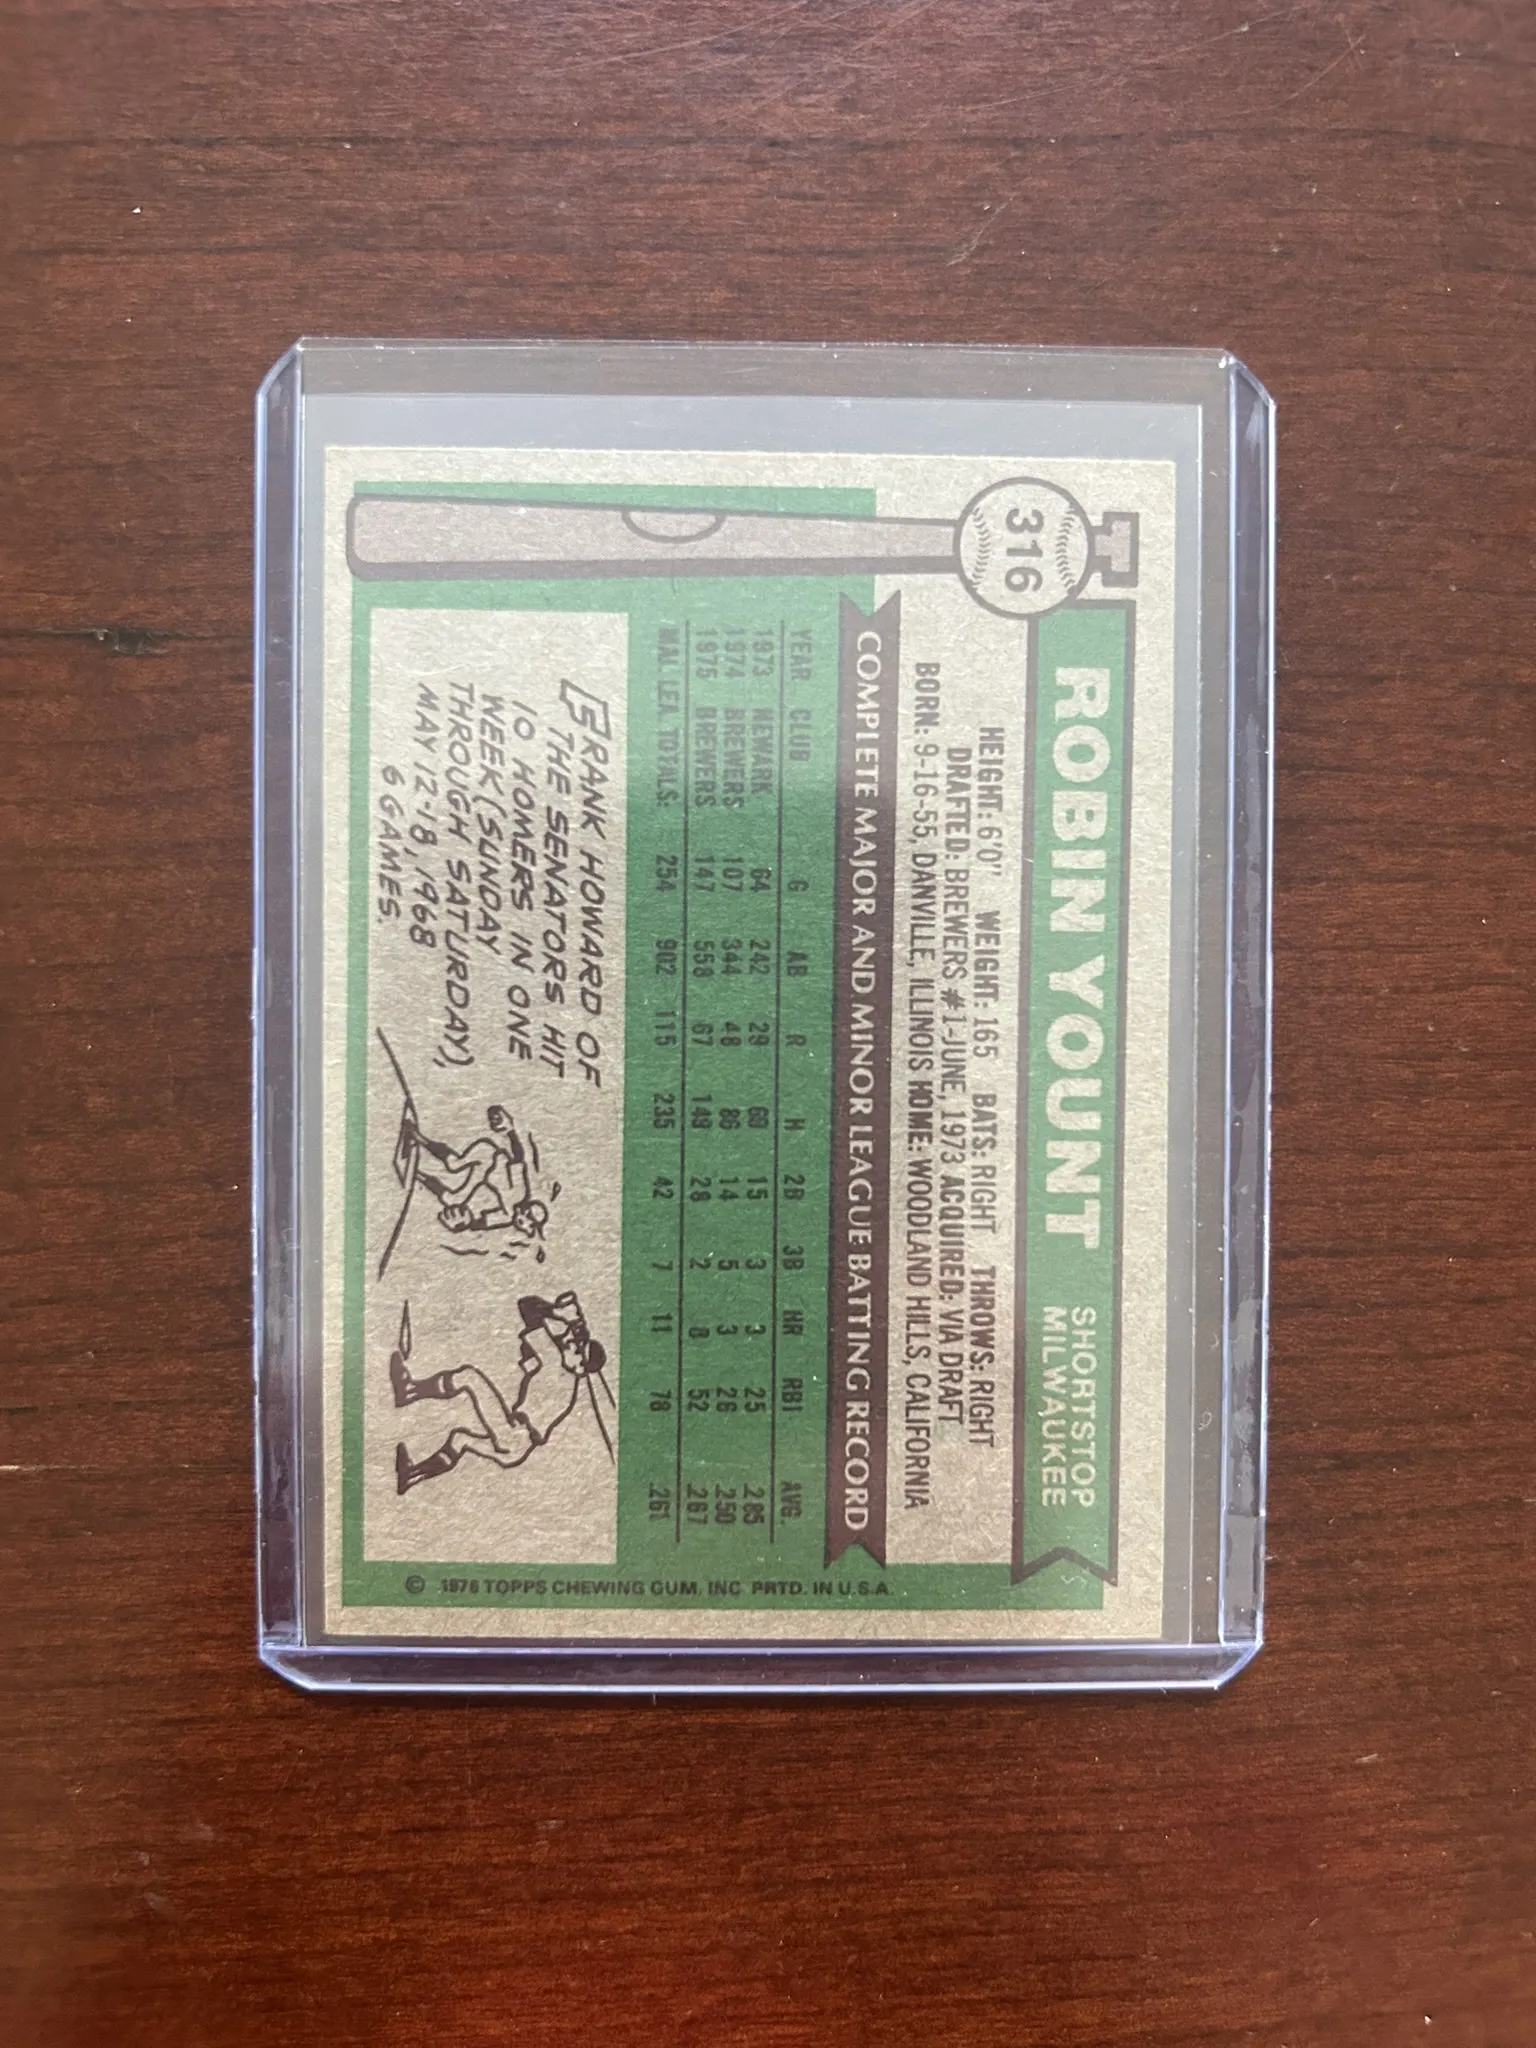 316
ROBIN YOUNT
SHORTSTOP
MILWAUKEE
HEIGHT: 6'0" WEIGHT: 165 BATS: RIGHT THROWS: RIGHT
DRAFTED: BREWERS #1-JUNE, 1973 ACQUIRED: VIA DRAFT
BORN: 9-16-55, DANVILLE, ILLINOIS HOME: WOODLAND HILLS, CALIFORNIA
COMPLETE MAJOR AND MINOR LEAGUE BATTING RECORD
YEAR CLUB G AB R H 2B 3B HR RBI AVG.
1973 NEWARK 64 242 29 69 15 3 3 25 .285
1974 BREWERS 107 344 48 86 14 5 3 26 .250
1975 BREWERS 147 558 67 149 28 2 8 52 .267
MAJ. LEA. TOTALS: 254 902 115 235 42 7 11 78 .261
FRANK HOWARD OF
THE SENATORS HIT
10 HOMERS IN ONE
WEEK (SUNDAY
THROUGH SATURDAY),
MAY 12-18, 1968
6 GAMES.
© 1976 TOPPS CHEWING GUM, INC PRTD. IN U.S.A.